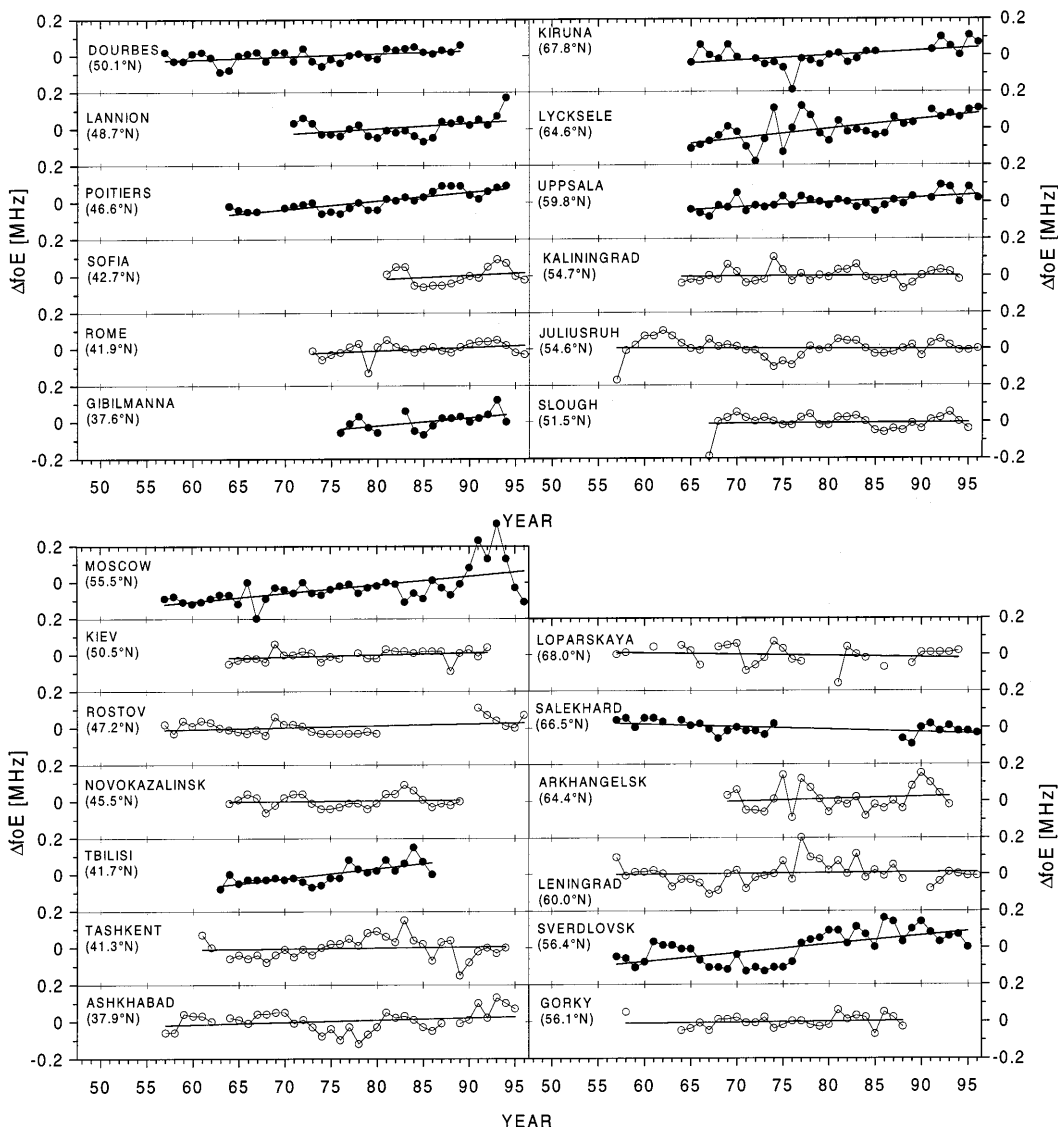 DOURBES
(50.1°N)
LANNION
(48.7°N)
POITIERS
(46.6°N)
SOFIA
(42.7°N)
ROME
(41.9°N)
GIBILMANNA
(37.6°N)
0.2
0
0.2
0
0.2
0
0.2
0
0.2
0
0.2
0
-0.2
ΔfoE [MHz]
50 55 60 65 70 75 80 85 90 95
KIRUNA
(67.8°N)
LYCKSELE
(64.6°N)
UPPSALA
(59.8°N)
KALININGRAD
(54.7°N)
JULIUSRUH
(54.6°N)
SLOUGH
(51.5°N)
0.2
0
0.2
0
0.2
0
0.2
0
0.2
0
0.2
0
-0.2
ΔfoE [MHz]
50 55 60 65 70 75 80 85 90 95
YEAR
MOSCOW
(55.5°N)
KIEV
(50.5°N)
ROSTOV
(47.2°N)
NOVOKAZALINSK
(45.5°N)
TBILISI
(41.7°N)
TASHKENT
(41.3°N)
ASHKHABAD
(37.9°N)
0.2
0
0.2
0
0.2
0
0.2
0
0.2
0
0.2
0
0.2
0
-0.2
ΔfoE [MHz]
50 55 60 65 70 75 80 85 90 95
LOPARSKAYA
(68.0°N)
SALEKHARD
(66.5°N)
ARKHANGELSK
(64.4°N)
LENINGRAD
(60.0°N)
SVERDLOVSK
(56.4°N)
GORKY
(56.1°N)
0.2
0
0.2
0
0.2
0
0.2
0
0.2
0
0.2
0
-0.2
ΔfoE [MHz]
50 55 60 65 70 75 80 85 90 95
YEAR